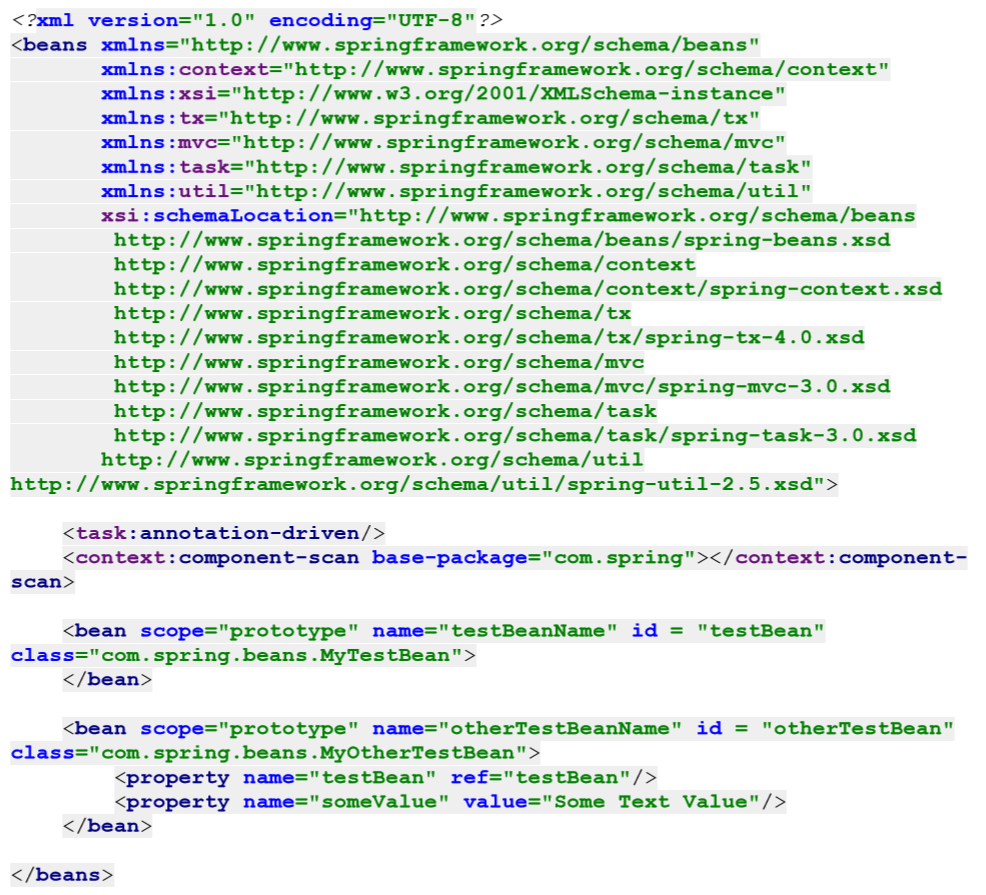 <?xml version="1.0" encoding="UTF-8"?>
<beans xmlns="http://www.springframework.org/schema/beans"
       xmlns:context="http://www.springframework.org/schema/context"
       xmlns:xsi="http://www.w3.org/2001/XMLSchema-instance"
       xmlns:tx="http://www.springframework.org/schema/tx"
       xmlns:mvc="http://www.springframework.org/schema/mvc"
       xmlns:task="http://www.springframework.org/schema/task"
       xmlns:util="http://www.springframework.org/schema/util"
       xsi:schemaLocation="http://www.springframework.org/schema/beans
        http://www.springframework.org/schema/beans/spring-beans.xsd
        http://www.springframework.org/schema/context
        http://www.springframework.org/schema/context/spring-context.xsd
        http://www.springframework.org/schema/tx
        http://www.springframework.org/schema/tx/spring-tx-4.0.xsd
        http://www.springframework.org/schema/mvc
        http://www.springframework.org/schema/mvc/spring-mvc-3.0.xsd
        http://www.springframework.org/schema/task
        http://www.springframework.org/schema/task/spring-task-3.0.xsd
       http://www.springframework.org/schema/util
http://www.springframework.org/schema/util/spring-util-2.5.xsd">

    <task:annotation-driven/>
    <context:component-scan base-package="com.spring"></context:component-
scan>

    <bean scope="prototype" name="testBeanName" id = "testBean"
class="com.spring.beans.MyTestBean">
    </bean>

    <bean scope="prototype" name="otherTestBeanName" id = "otherTestBean"
class="com.spring.beans.MyOtherTestBean">
        <property name="testBean" ref="testBean"/>
        <property name="someValue" value="Some Text Value"/>
    </bean>

</beans>